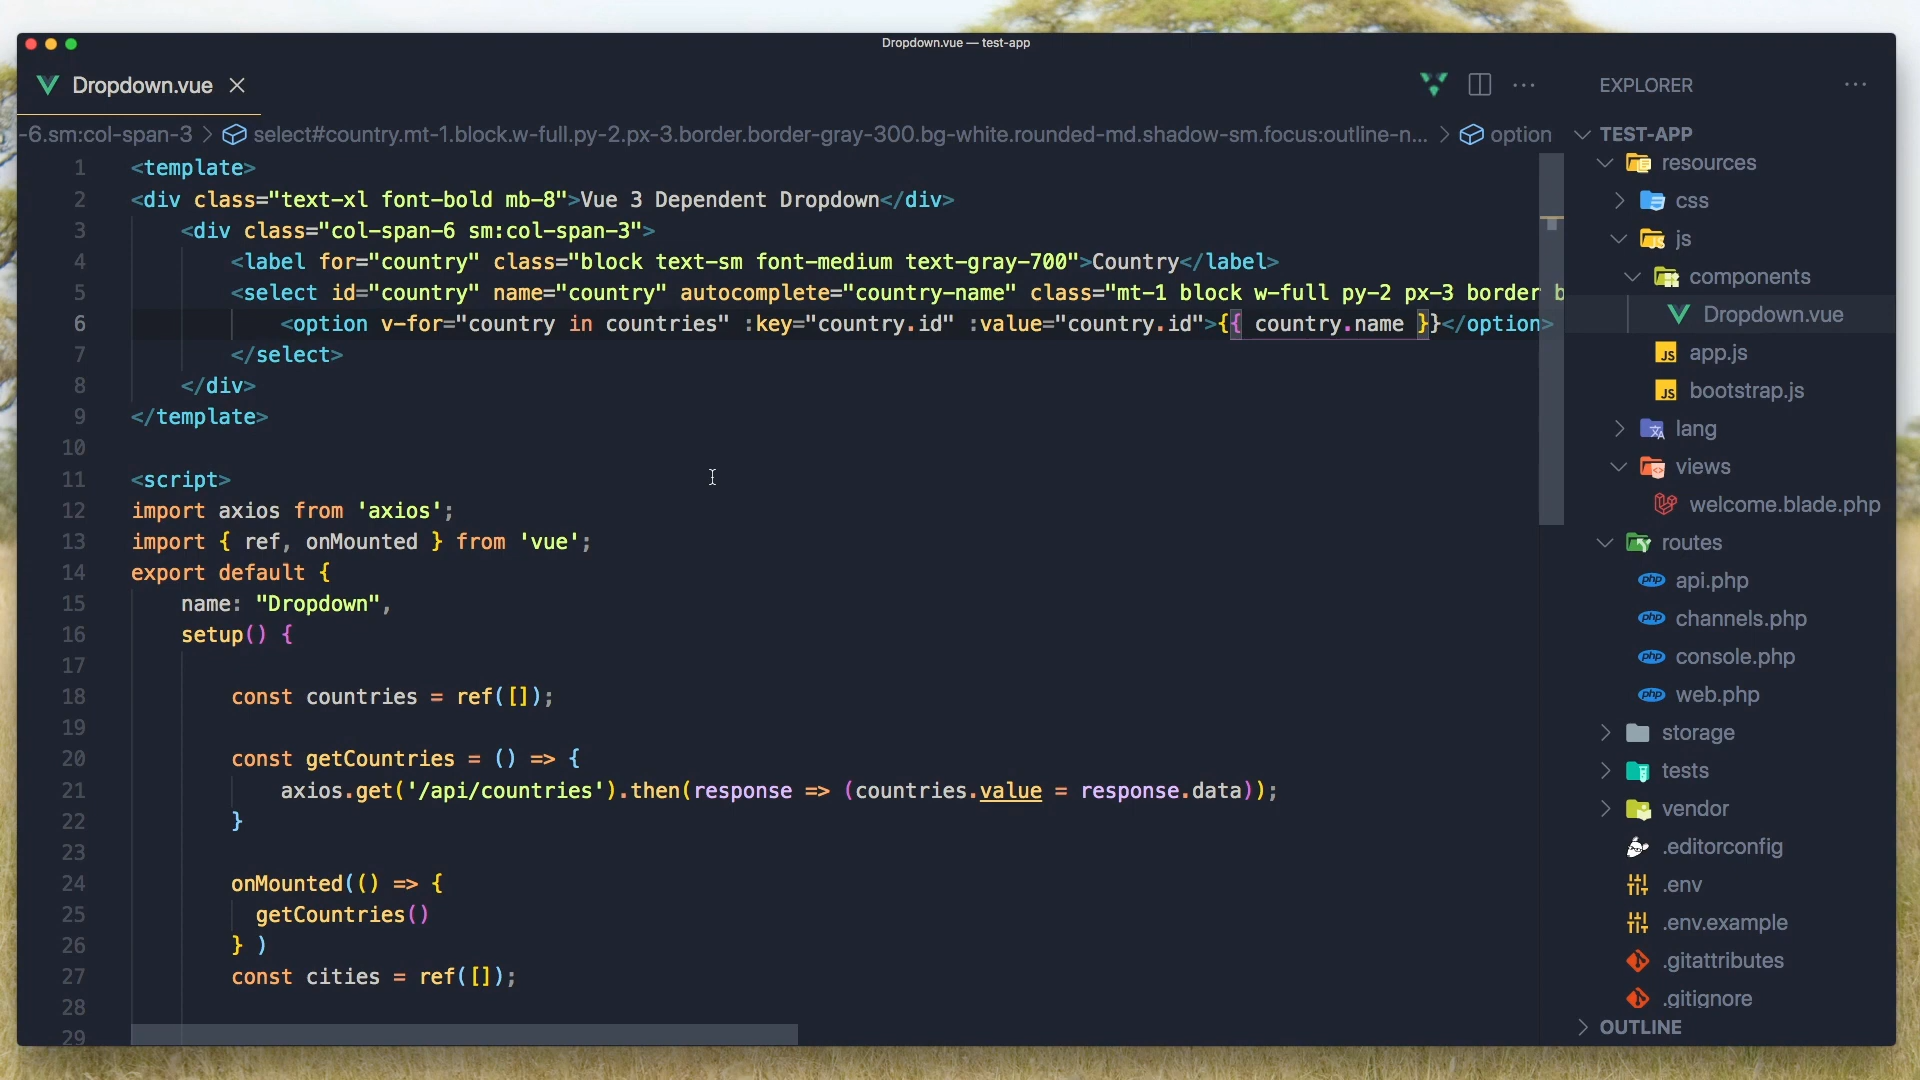 Dropdown.vue — test-app
Dropdown.vue
EXPLORER
-6.sm:col-span-3 > select#country.mt-1.block.w-full.py-2.px-3.border.border-gray-300.bg-white.rounded-md.shadow-sm.focus:outline-n... > option
1 <template>
2 <div class="text-xl font-bold mb-8">Vue 3 Dependent Dropdown</div>
3 <div class="col-span-6 sm:col-span-3">
4 <label for="country" class="block text-sm font-medium text-gray-700">Country</label>
5 <select id="country" name="country" autocomplete="country-name" class="mt-1 block w-full py-2 px-3 border b
6 <option v-for="country in countries" :key="country.id" :value="country.id">{{ country.name }}</option>
7 </select>
8 </div>
9 </template>
10
11 <script>
12 import axios from 'axios';
13 import { ref, onMounted } from 'vue';
14 export default {
15 name: "Dropdown",
16 setup() {
17
18 const countries = ref([]);
19
20 const getCountries = () => {
21 axios.get('/api/countries').then(response => (countries.value = response.data));
22 }
23
24 onMounted(() => {
25 getCountries()
26 } )
27 const cities = ref([]);
28
29
TEST-APP
resources
css
js
components
Dropdown.vue
app.js
bootstrap.js
lang
views
welcome.blade.php
routes
php api.php
php channels.php
php console.php
php web.php
storage
tests
vendor
.editorconfig
.env
.env.example
.gitattributes
.gitignore
OUTLINE